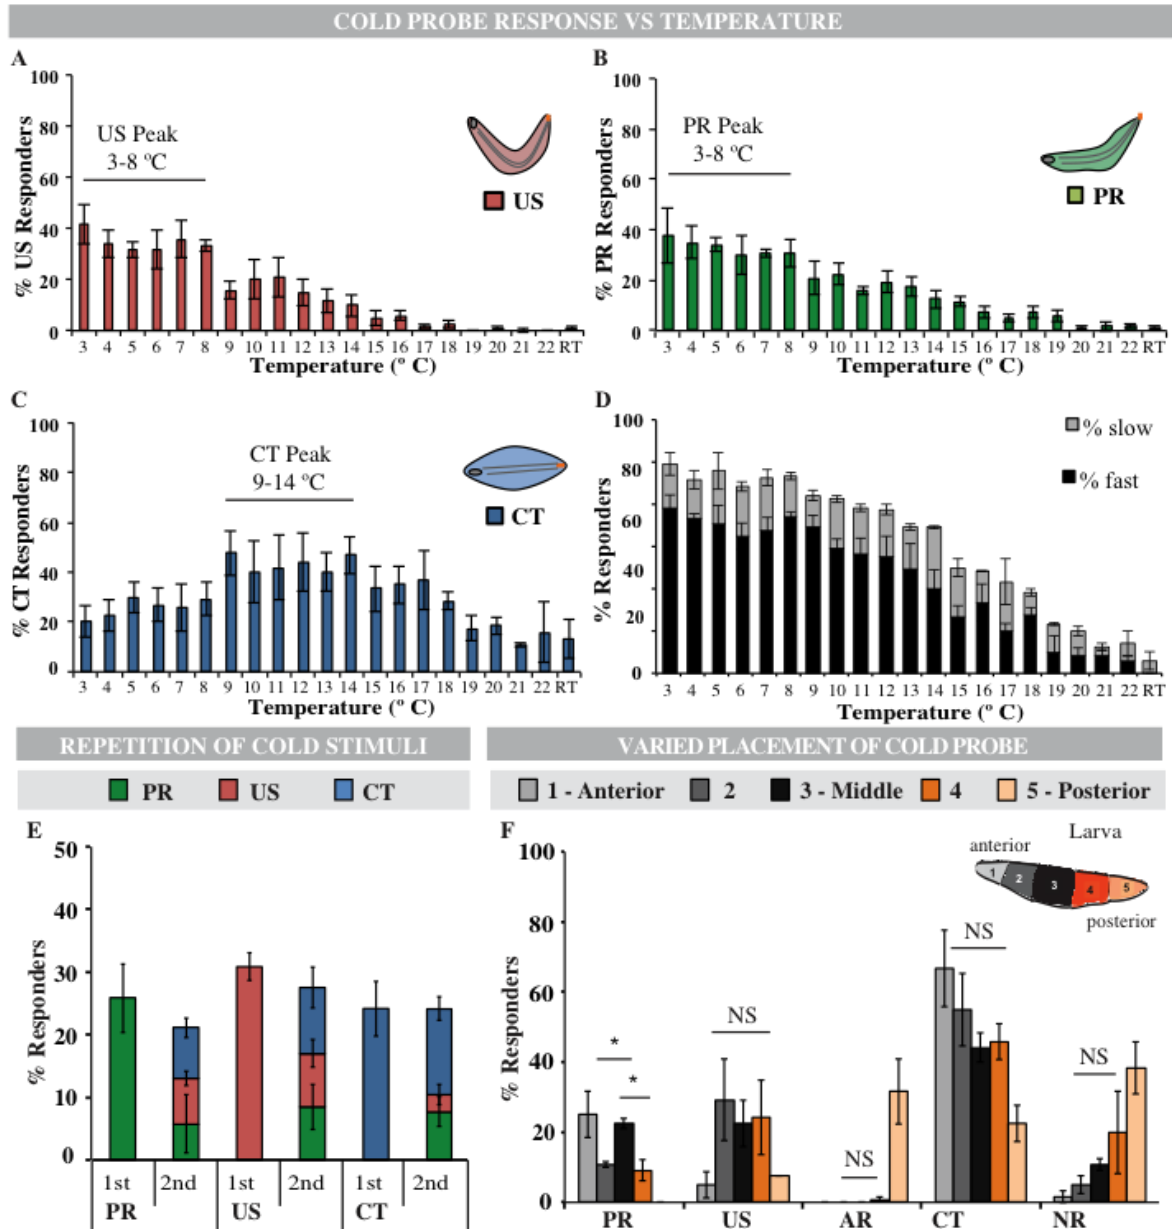 COLD PROBE RESPONSE VS TEMPERATURE
A
100
80
60
40
20
0
% US Responders
US Peak
3-8 ºC
US
3 4 5 6 7 8 9 10 11 12 13 14 15 16 17 18 19 20 21 22 RT
Temperature (º C)
B
100
80
60
40
20
0
% PR Responders
PR Peak
3-8 ºC
PR
3 4 5 6 7 8 9 10 11 12 13 14 15 16 17 18 19 20 21 22 RT
Temperature (º C)
C
100
80
60
40
20
0
% CT Responders
CT Peak
9-14 ºC
CT
3 4 5 6 7 8 9 10 11 12 13 14 15 16 17 18 19 20 21 22 RT
Temperature (º C)
D
100
80
60
40
20
0
% Responders
% slow
% fast
3 4 5 6 7 8 9 10 11 12 13 14 15 16 17 18 19 20 21 22 RT
Temperature (º C)
REPETITION OF COLD STIMULI
PR US CT
E
50
40
30
20
10
0
% Responders
1st 2nd 1st 2nd 1st 2nd
PR US CT
VARIED PLACEMENT OF COLD PROBE
1 - Anterior 2 3 - Middle 4 5 - Posterior
F
100
80
60
40
20
0
% Responders
Larva
anterior
1 2 3 4 5
posterior
*
*
NS
NS
NS
NS
PR US AR CT NR